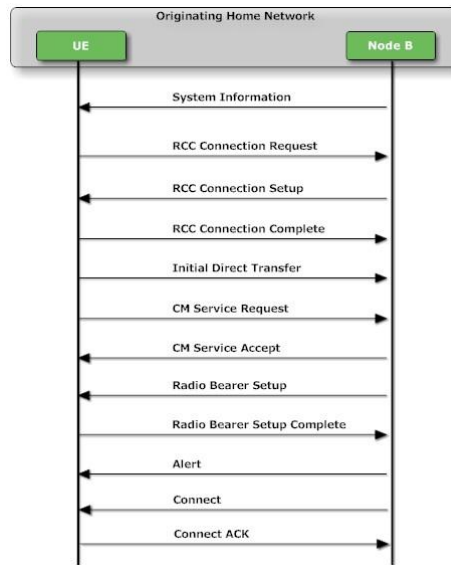 Originating Home Network
UE
Node B
System Information
RCC Connection Request
RCC Connection Setup
RCC Connection Complete
Initial Direct Transfer
CM Service Request
CM Service Accept
Radio Bearer Setup
Radio Bearer Setup Complete
Alert
Connect
Connect ACK